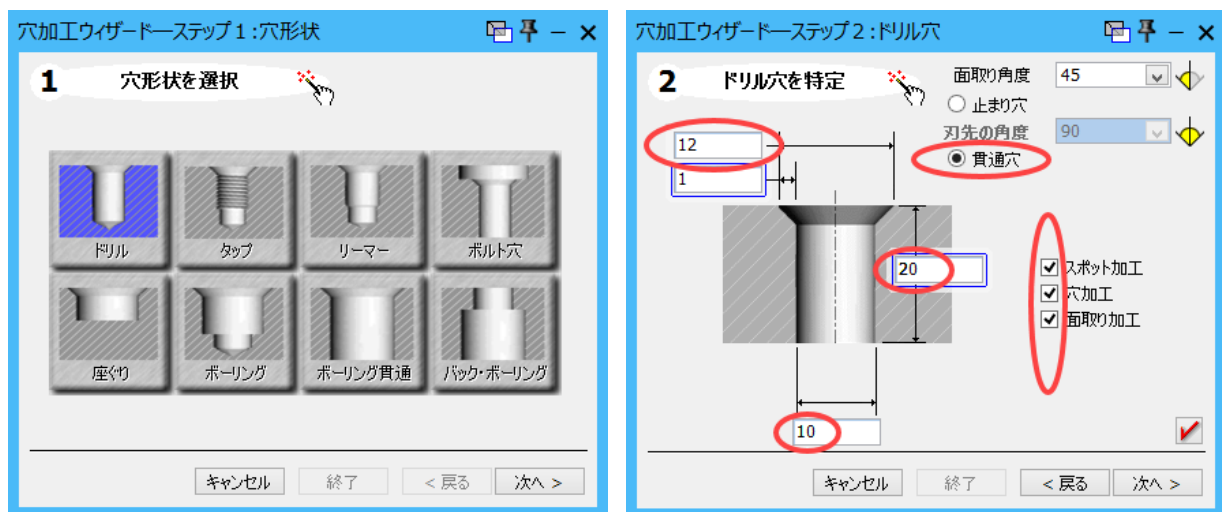 穴加工ウィザード―ステップ1:穴形状
1 穴形状を選択
ドリル
タップ
リーマー
ボルト穴
座ぐり
ボーリング
ボーリング貫通
バック・ボーリング
キャンセル
終了
< 戻る
次へ >
穴加工ウィザード―ステップ2:ドリル穴
2 ドリル穴を特定
面取り角度
45
止まり穴
刃先の角度
90
貫通穴
12
1
20
スポット加工
穴加工
面取り加工
10
キャンセル
終了
< 戻る
次へ >